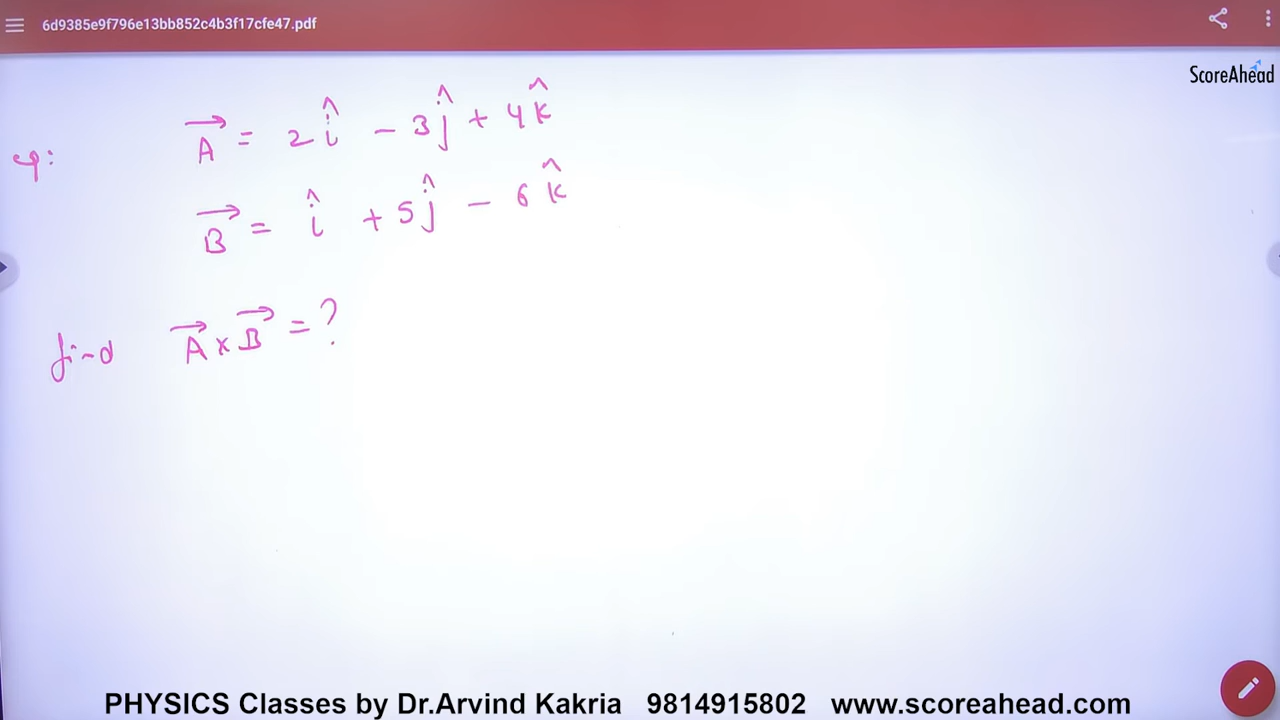 6d9385e9f796e13bb852c4b3f17cfe47.pdf
ScoreAhead
eg:
A⃗ = 2î - 3ĵ + 4k̂
B⃗ = î + 5ĵ - 6k̂
find A⃗ × B⃗ = ?
PHYSICS Classes by Dr.Arvind Kakria 9814915802 www.scoreahead.com